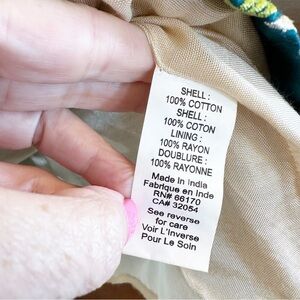 SHELL :
100% COTTON
SHELL :
100% COTON
LINING :
100% RAYON
DOUBLURE :
100% RAYONNE
Made in India
Fabrique en Inde
RN# 66170
CA# 32054
See reverse
for care
Voir L'Inverse
Pour Le Soin